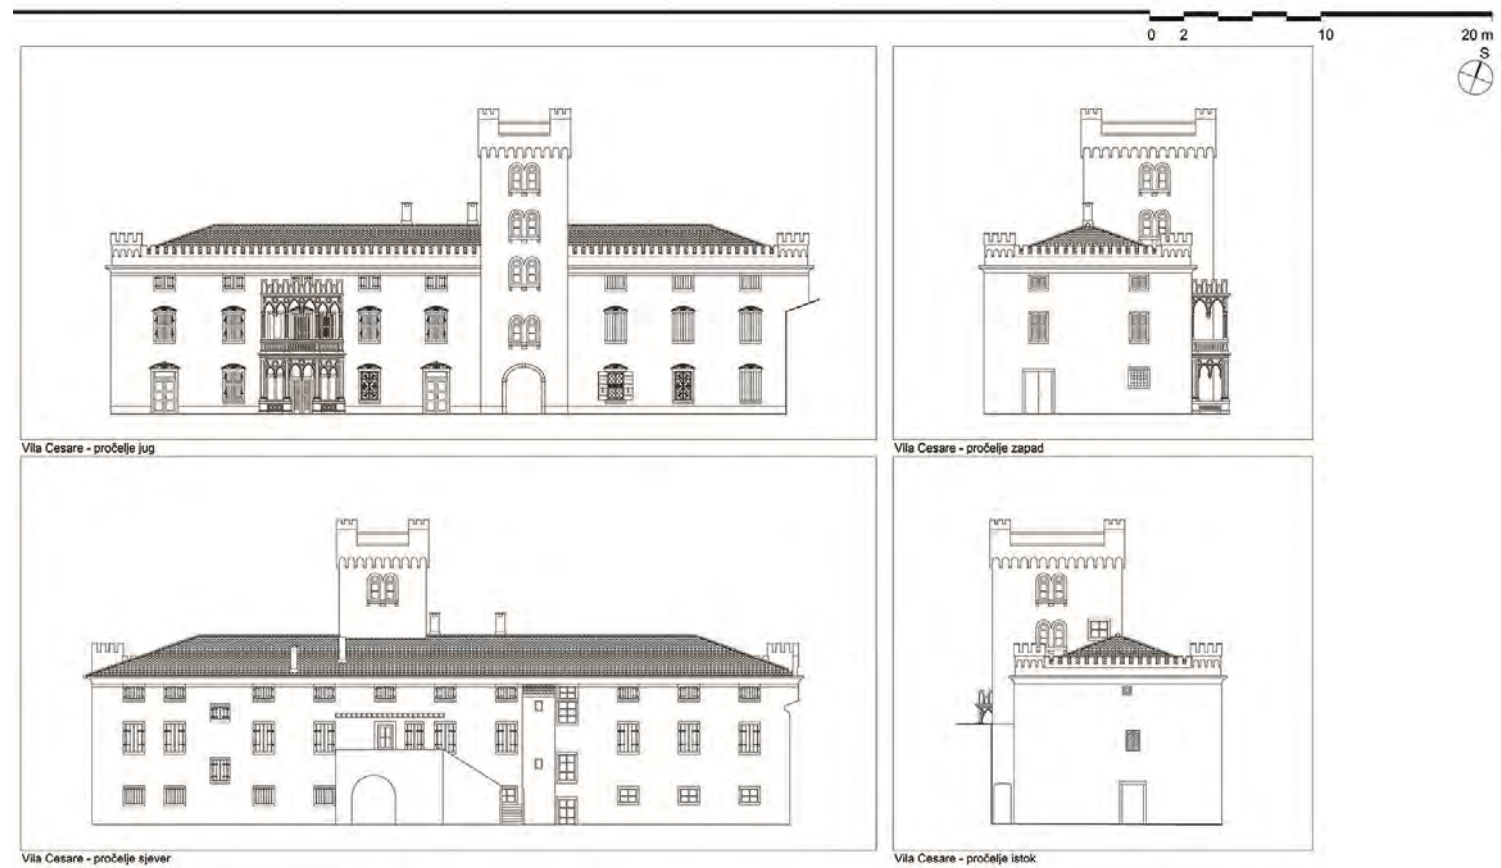 0 2 10 20 m
S
Vila Cesare - pročelje jug
Vila Cesare - pročelje zapad
Vila Cesare - pročelje sjever
Vila Cesare - pročelje istok